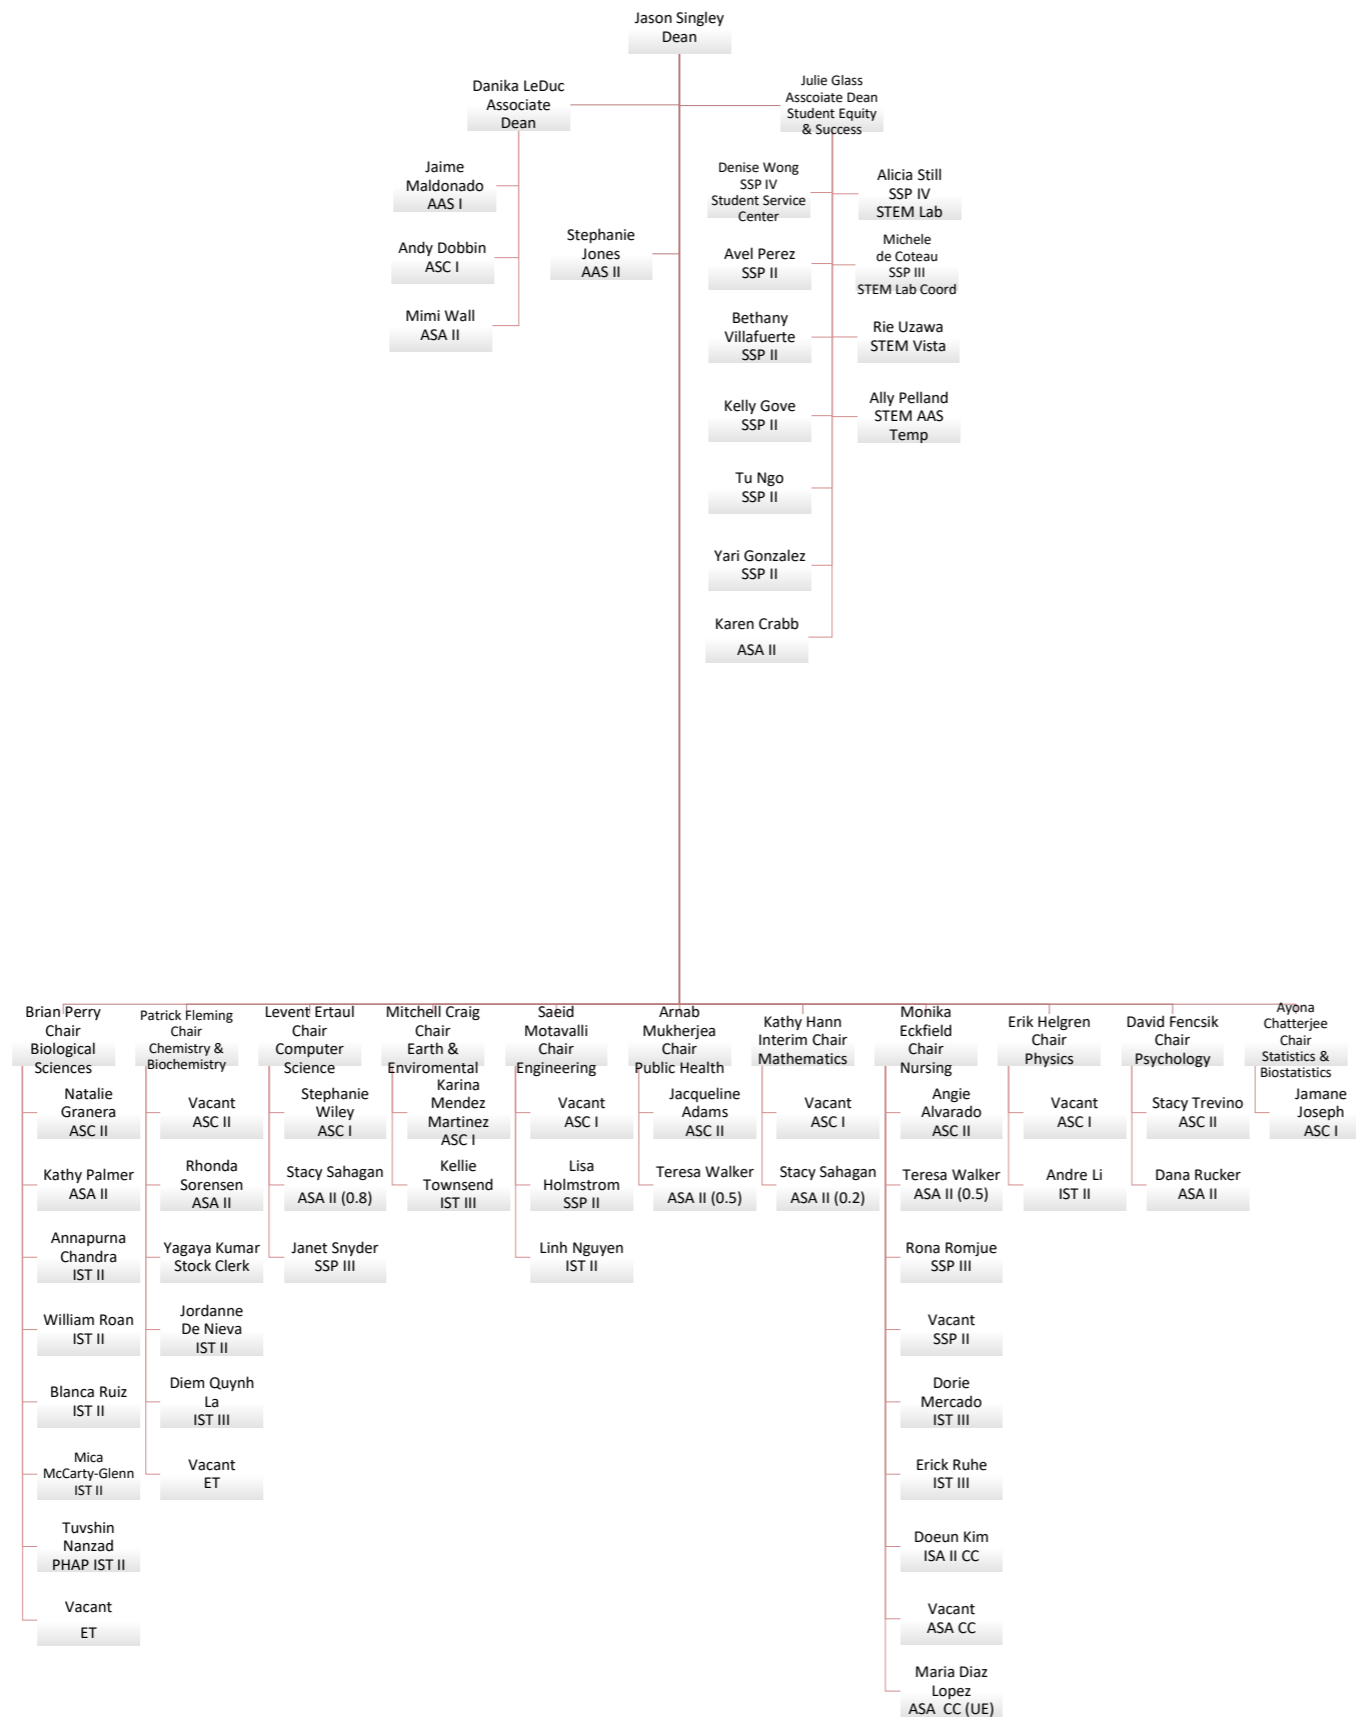 Jason Singley
Dean
Danika LeDuc
Associate
Dean
Julie Glass
Asscoiate Dean
Student Equity
& Success
Jaime
Maldonado
AAS I
Andy Dobbin
ASC I
Mimi Wall
ASA II
Stephanie
Jones
AAS II
Denise Wong
SSP IV
Student Service
Center
Avel Perez
SSP II
Bethany
Villafuerte
SSP II
Kelly Gove
SSP II
Tu Ngo
SSP II
Yari Gonzalez
SSP II
Karen Crabb
ASA II
Alicia Still
SSP IV
STEM Lab
Michele
de Coteau
SSP III
STEM Lab Coord
Rie Uzawa
STEM Vista
Ally Pelland
STEM AAS
Temp
Brian Perry
Chair
Biological
Sciences
Natalie
Granera
ASC II
Kathy Palmer
ASA II
Annapurna
Chandra
IST II
William Roan
IST II
Blanca Ruiz
IST II
Mica
McCarty-Glenn
IST II
Tuvshin
Nanzad
PHAP IST II
Vacant
ET
Patrick Fleming
Chair
Chemistry &
Biochemistry
Vacant
ASC II
Rhonda
Sorensen
ASA II
Yagaya Kumar
Stock Clerk
Jordanne
De Nieva
IST II
Diem Quynh
La
IST III
Vacant
ET
Levent Ertaul
Chair
Computer
Science
Stephanie
Wiley
ASC I
Stacy Sahagan
ASA II (0.8)
Janet Snyder
SSP III
Mitchell Craig
Chair
Earth &
Enviromental
Karina
Mendez
Martinez
ASC I
Kellie
Townsend
IST III
Saeid
Motavalli
Chair
Engineering
Vacant
ASC I
Lisa
Holmstrom
SSP II
Linh Nguyen
IST II
Arnab
Mukherjea
Chair
Public Health
Jacqueline
Adams
ASC II
Teresa Walker
ASA II (0.5)
Kathy Hann
Interim Chair
Mathematics
Vacant
ASC I
Stacy Sahagan
ASA II (0.2)
Monika
Eckfield
Chair
Nursing
Angie
Alvarado
ASC II
Teresa Walker
ASA II (0.5)
Rona Romjue
SSP III
Vacant
SSP II
Dorie
Mercado
IST III
Erick Ruhe
IST III
Doeun Kim
ISA II CC
Vacant
ASA CC
Maria Diaz
Lopez
ASA CC (UE)
Erik Helgren
Chair
Physics
Vacant
ASC I
Andre Li
IST II
David Fencsik
Chair
Psychology
Stacy Trevino
ASC II
Dana Rucker
ASA II
Ayona
Chatterjee
Chair
Statistics &
Biostatistics
Jamane
Joseph
ASC I